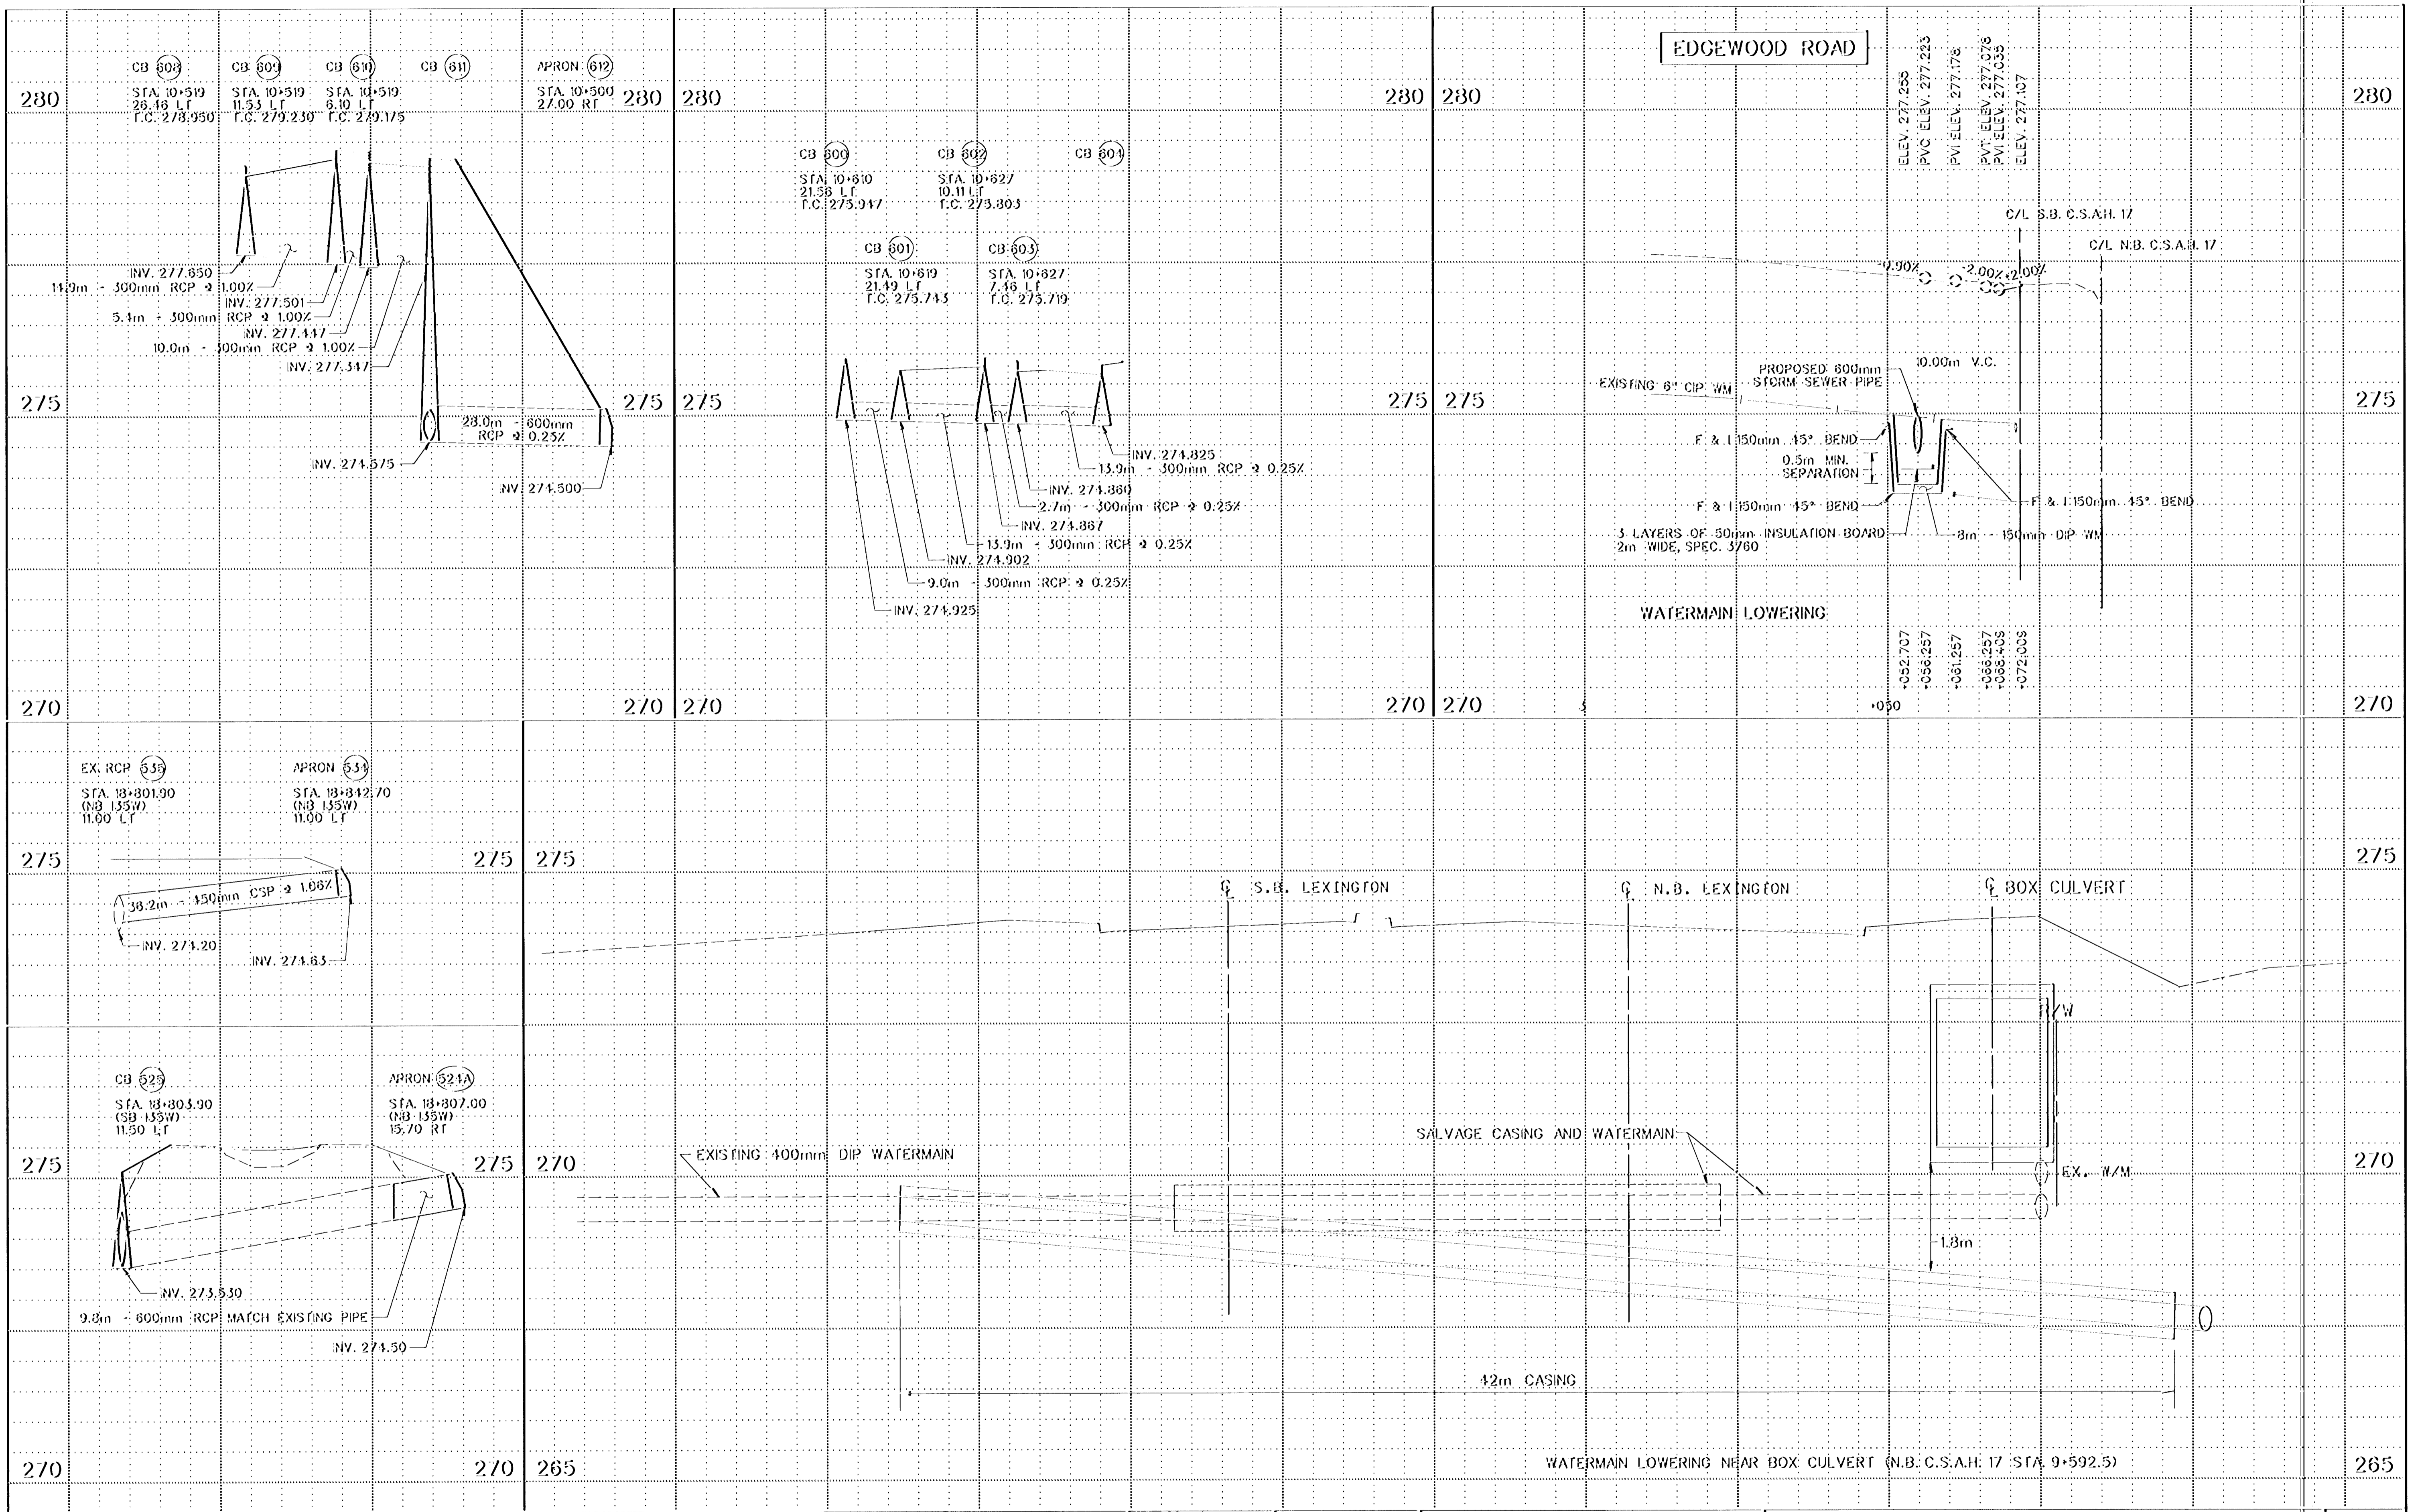 EDGEWOOD ROAD
CB 608
STA. 10+519
26.46 LT
T.C. 278.950
CB 609
STA. 10+519
11.53 LT
T.C. 279.230
CB 610
STA. 10+519
6.10 LT
T.C. 279.175
CB 611
APRON 612
STA. 10+500
27.00 RT
280
280
280
280
280
280
INV. 277.650
14.9m - 300mm RCP @ 1.00%
INV. 277.501
5.4m - 300mm RCP @ 1.00%
INV. 277.447
10.0m - 300mm RCP @ 1.00%
INV. 277.347
275
275
28.0m - 600mm
RCP @ 0.25%
INV. 274.575
INV. 274.500
270
270
CB 600
STA. 10+610
21.56 LT
T.C. 275.947
CB 602
STA. 10+627
10.11 LT
T.C. 275.803
CB 604
CB 601
STA. 10+619
21.49 LT
T.C. 275.743
CB 603
STA. 10+627
7.46 LT
T.C. 275.719
275
275
INV. 274.825
13.9m - 300mm RCP @ 0.25%
INV. 274.860
2.7m - 300mm RCP @ 0.25%
INV. 274.867
13.9m - 300mm RCP @ 0.25%
INV. 274.902
9.0m - 300mm RCP @ 0.25%
INV. 274.925
270
270
ELEV. 277.255
PVC ELEV. 277.223
PVI ELEV. 277.178
PVT ELEV. 277.078
PVI ELEV. 277.035
ELEV. 277.107
C/L S.B. C.S.A.H. 17
C/L N.B. C.S.A.H. 17
-0.90%
-2.00%
+2.00%
10.00m V.C.
PROPOSED 600mm
STORM SEWER PIPE
EXISTING 6" CIP WM
275
275
F & I 150mm 45° BEND
0.5m MIN.
SEPARATION
F & I 150mm 45° BEND
F & I 150mm 45° BEND
3 LAYERS OF 50mm INSULATION BOARD
2m WIDE, SPEC. 3760
8m - 150mm DIP WM
WATERMAIN LOWERING
+052.707
+056.257
+061.257
+066.257
+068.409
+072.009
270
+050
270
EX. RCP 535
STA. 18+801.90
(NB I35W)
11.00 LT
APRON 534
STA. 18+842.70
(NB I35W)
11.00 LT
275
275
36.2m - 450mm CSP @ 1.06%
INV. 274.20
INV. 274.63
CB 525
STA. 18+803.90
(SB I35W)
11.50 LT
APRON 524A
STA. 18+807.00
(NB I35W)
15.70 RT
275
275
INV. 273.530
9.8m - 600mm RCP MATCH EXISTING PIPE
INV. 274.50
270
270
275
275
℄ S.B. LEXINGTON
℄ N.B. LEXINGTON
℄ BOX CULVERT
R/W
SALVAGE CASING AND WATERMAIN
270
EXISTING 400mm DIP WATERMAIN
EX. W/M
270
1.8m
42m CASING
265
WATERMAIN LOWERING NEAR BOX CULVERT (N.B. C.S.A.H. 17 STA. 9+592.5)
265